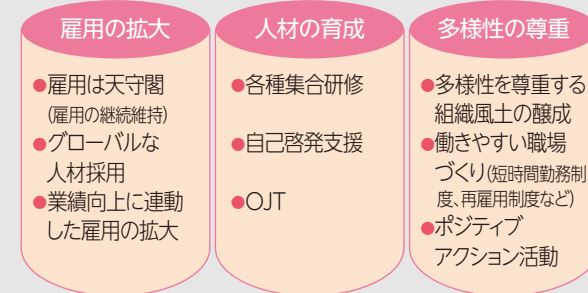 雇用の拡大
●雇用は天守閣
(雇用の継続維持)
●グローバルな
人材採用
●業績向上に連動
した雇用の拡大
人材の育成
●各種集合研修
●自己啓発支援
●OJT
多様性の尊重
●多様性を尊重する
組織風土の醸成
●働きやすい職場
づくり(短時間勤務制
度、再雇用制度など)
●ポジティブ
アクション活動